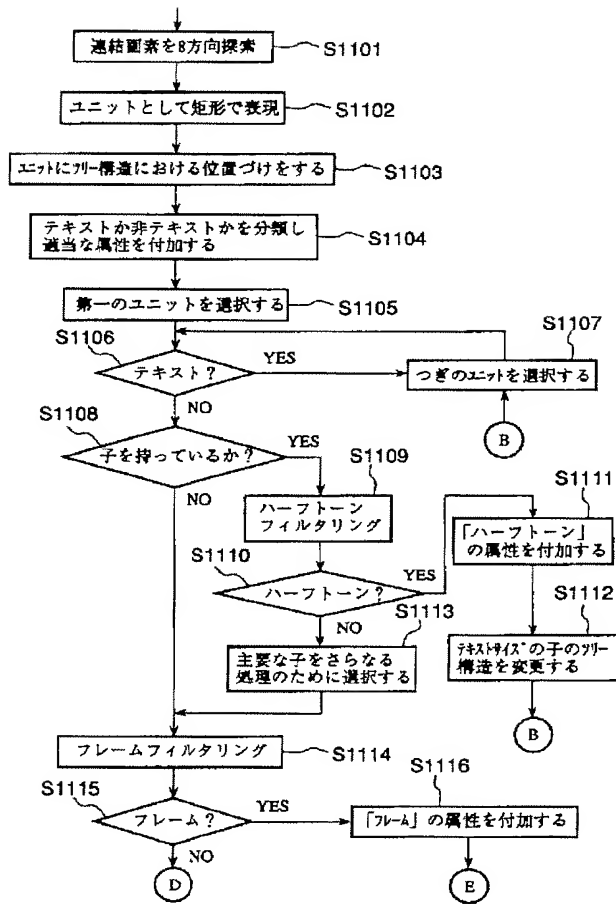 連結画素を8方向探索
S1101
ユニットとして矩形で表現
S1102
ユニットにツリー構造における位置づけをする
S1103
テキストか非テキストかを分類し
適当な属性を付加する
S1104
第一のユニットを選択する
S1105
S1106
テキスト?
YES
NO
S1107
つぎのユニットを選択する
B
S1108
子を持っているか?
YES
NO
S1109
ハーフトーン
フィルタリング
S1110
ハーフトーン?
YES
NO
S1111
「ハーフトーン」
の属性を付加する
S1112
テキストサイズの子のツリー
構造を変更する
B
S1113
主要な子をさらなる
処理のために選択する
フレームフィルタリング
S1114
S1115
フレーム?
YES
NO
S1116
「フレーム」の属性を付加する
D
E